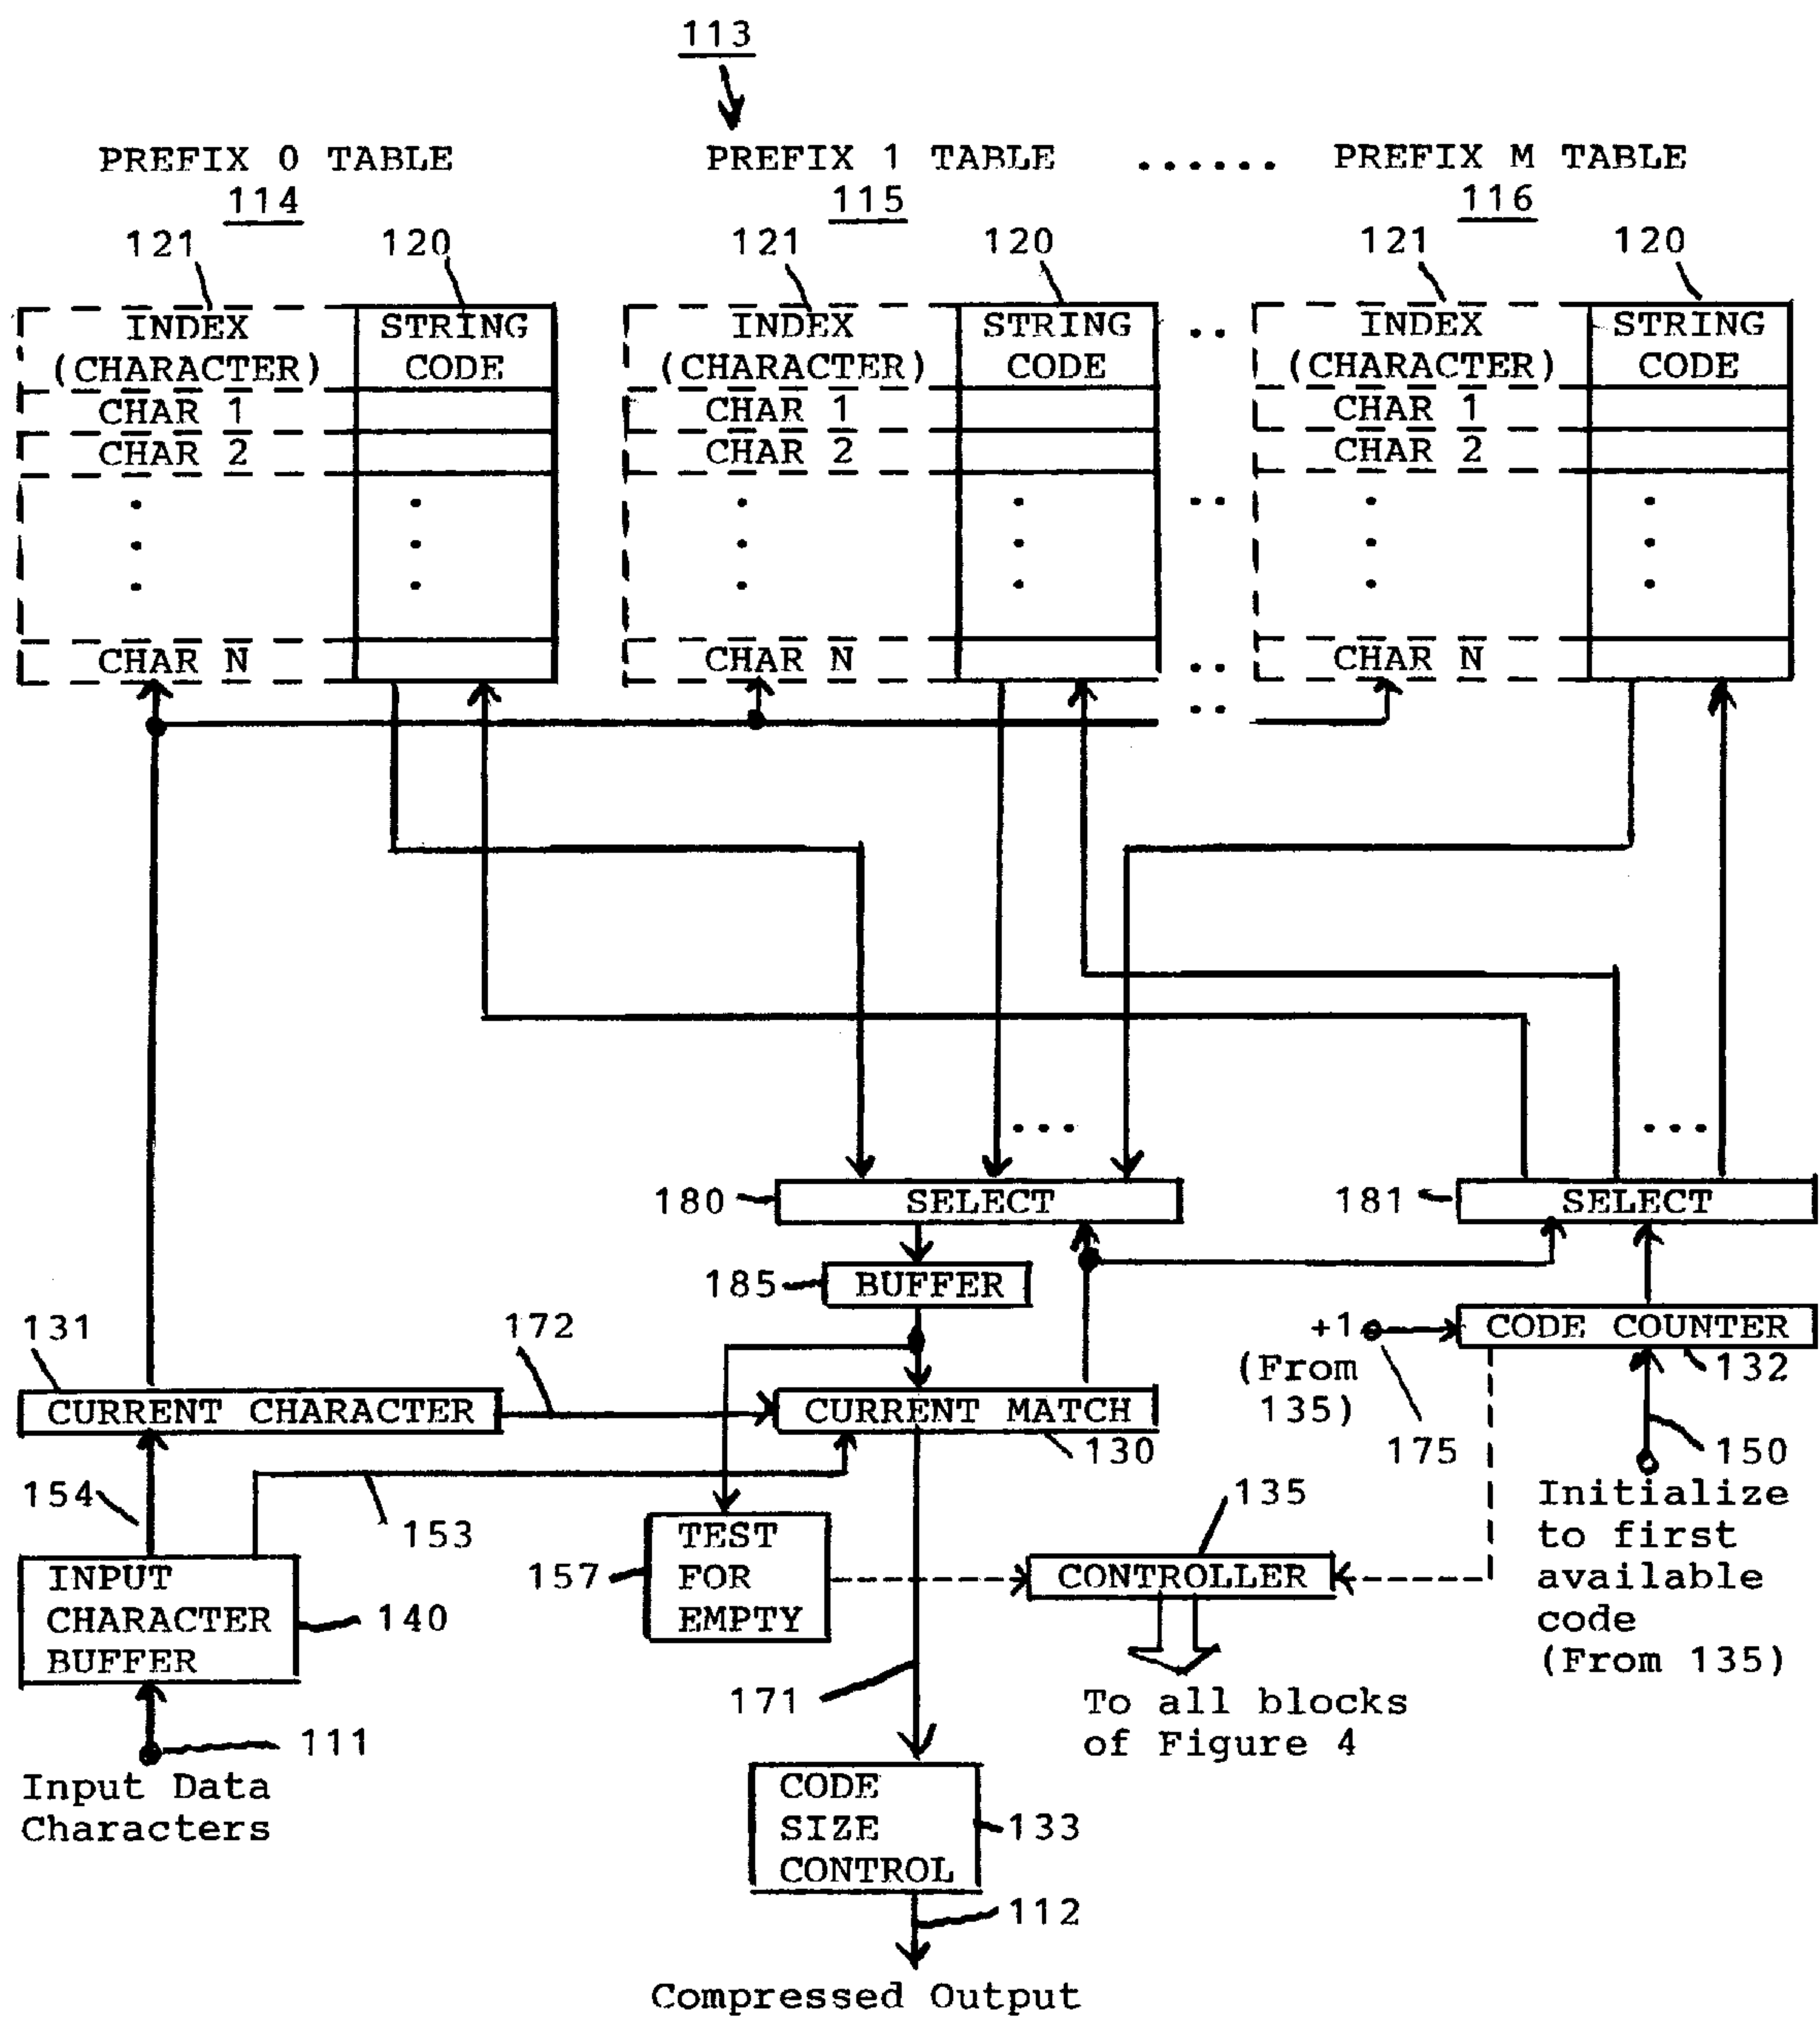 113
PREFIX 0 TABLE
PREFIX 1 TABLE ...... PREFIX M TABLE
114
115
116
121
120
121
120
121
120
INDEX
(CHARACTER)
STRING
CODE
INDEX
(CHARACTER)
STRING
CODE
..
INDEX
(CHARACTER)
STRING
CODE
CHAR 1
CHAR 1
CHAR 1
CHAR 2
CHAR 2
CHAR 2
CHAR N
CHAR N
CHAR N
...
...
180
SELECT
181
SELECT
185
BUFFER
131
172
+1
(From
135)
CODE COUNTER
132
CURRENT CHARACTER
CURRENT MATCH
130
175
150
154
153
135
Initialize
to first
available
code
(From 135)
INPUT
CHARACTER
BUFFER
140
157
TEST
FOR
EMPTY
CONTROLLER
171
To all blocks
of Figure 4
111
Input Data
Characters
CODE
SIZE
CONTROL
133
112
Compressed Output